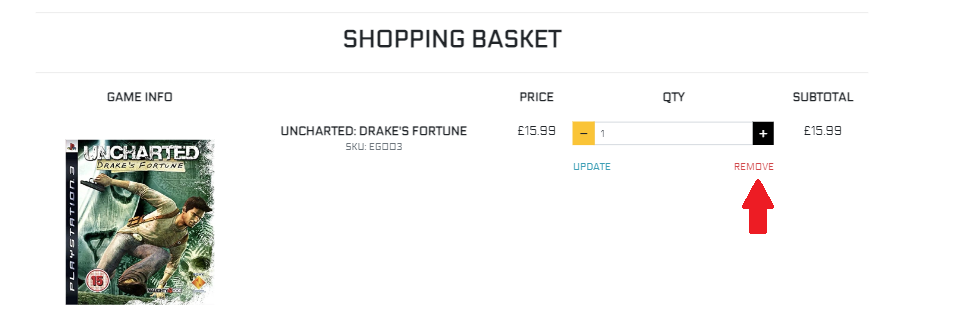 SHOPPING BASKET
GAME INFO PRICE QTY SUBTOTAL
UNCHARTED: DRAKE'S FORTUNE £15.99 − 1 + £15.99
SKU: EG003
UPDATE REMOVE
UNCHARTED
DRAKE'S FORTUNE
PLAYSTATION 3
15